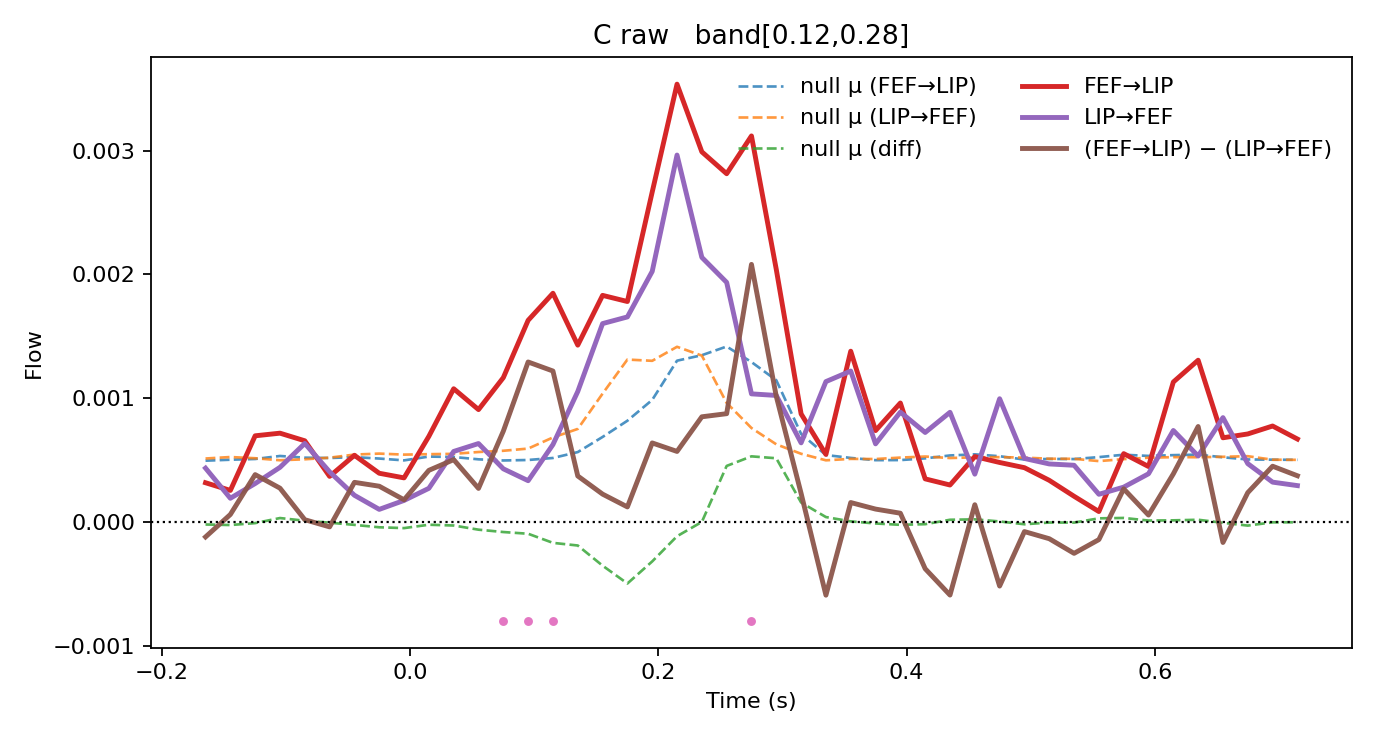 C raw   band[0.12,0.28]
null μ (FEF→LIP)
null μ (LIP→FEF)
null μ (diff)
FEF→LIP
LIP→FEF
(FEF→LIP) − (LIP→FEF)
Flow
0.003
0.002
0.001
0.000
−0.001
−0.2
0.0
0.2
0.4
0.6
Time (s)